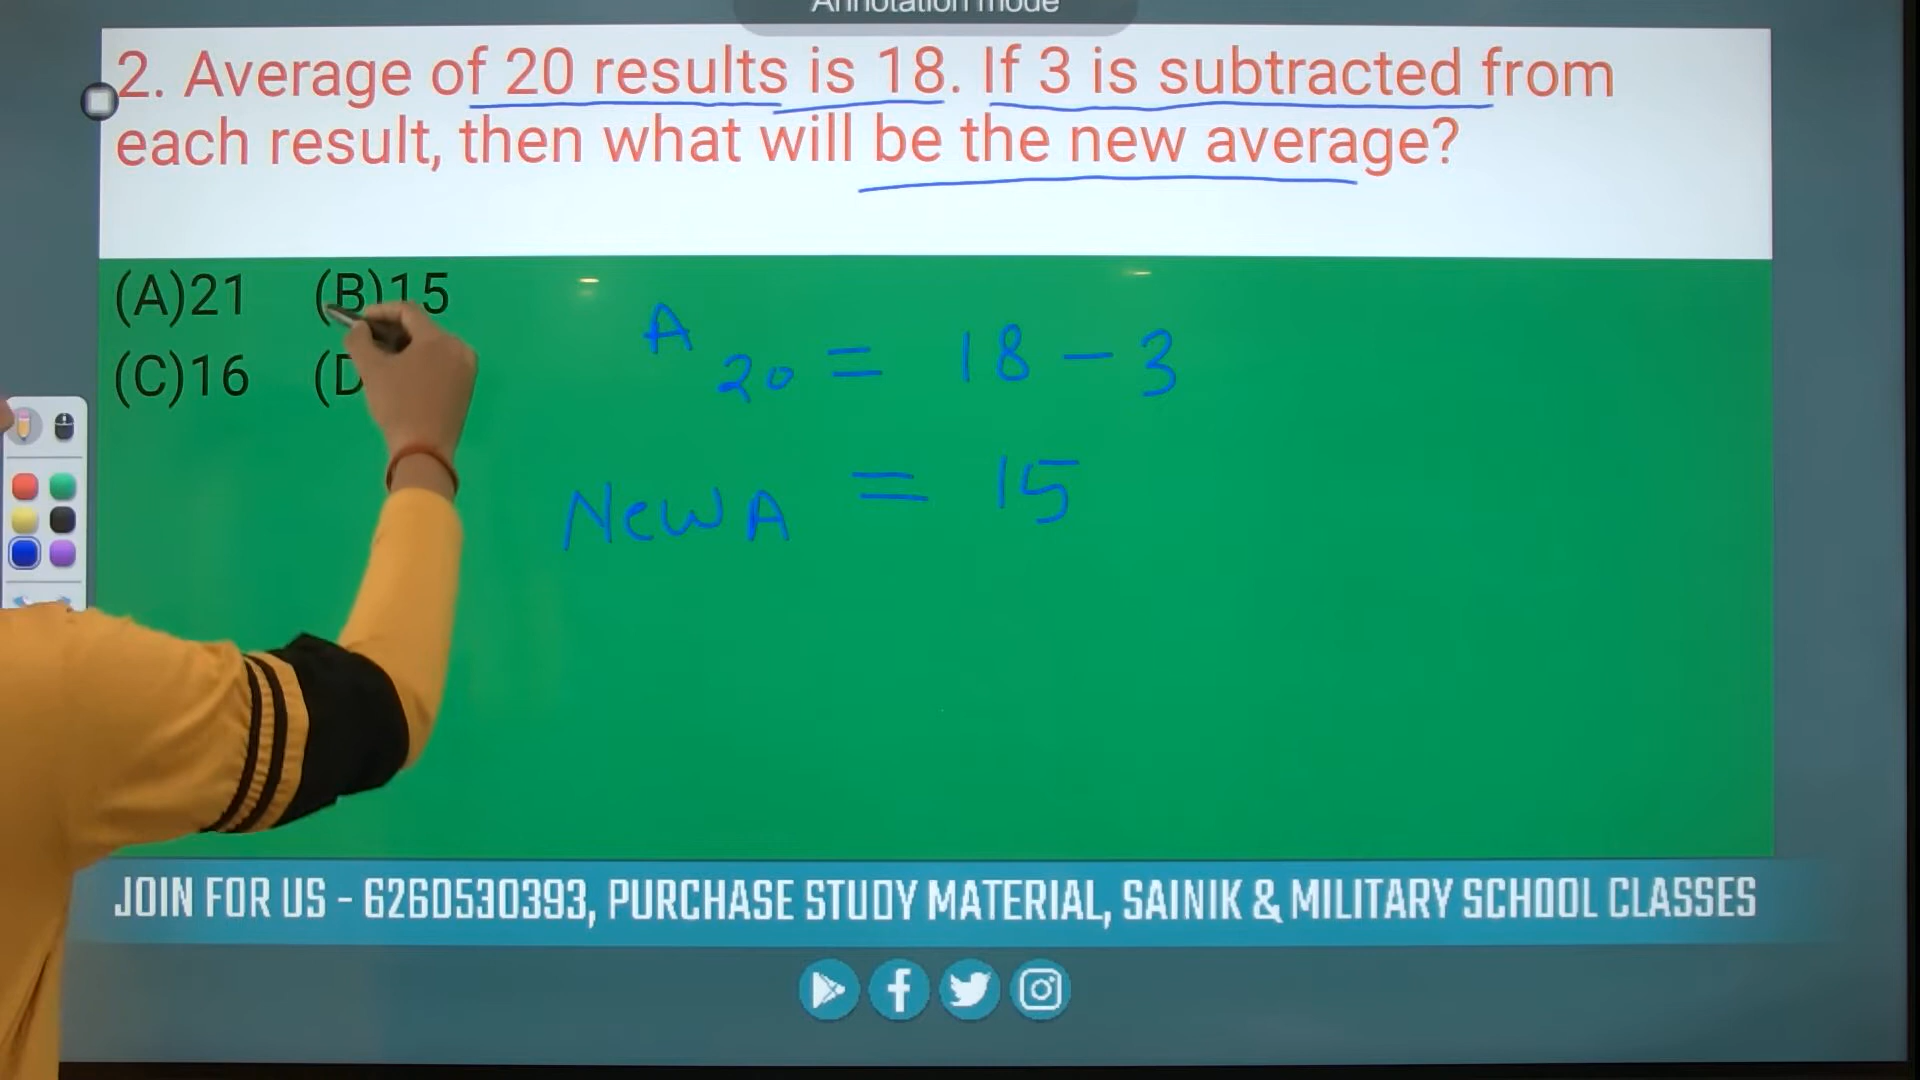 Annotation mode
2. Average of 20 results is 18. If 3 is subtracted from
each result, then what will be the new average?
(A)21 (B)15
(C)16 (D
A 20 = 18 - 3
New A = 15
JOIN FOR US - 6260530393, PURCHASE STUDY MATERIAL, SAINIK & MILITARY SCHOOL CLASSES